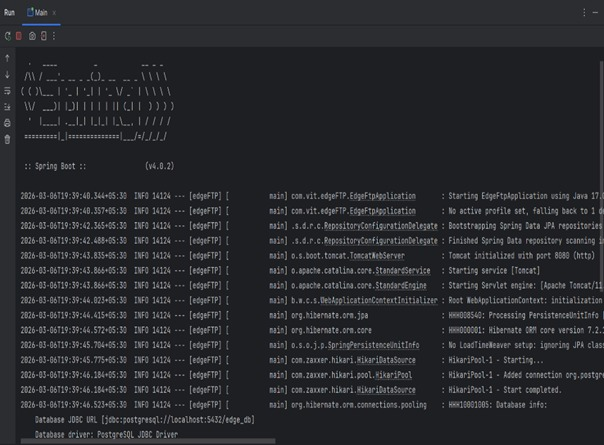 Run Main
:: Spring Boot :: (v4.0.2)
2026-03-06T19:39:40.344+05:30 INFO 14124 --- [edgeFTP] [ main] com.vit.edgeFTP.EdgeFtpApplication : Starting EdgeFtpApplication using Java 17.0
2026-03-06T19:39:40.357+05:30 INFO 14124 --- [edgeFTP] [ main] com.vit.edgeFTP.EdgeFtpApplication : No active profile set, falling back to 1 de
2026-03-06T19:39:42.365+05:30 INFO 14124 --- [edgeFTP] [ main] .s.d.r.c.RepositoryConfigurationDelegate : Bootstrapping Spring Data JPA repositories
2026-03-06T19:39:42.488+05:30 INFO 14124 --- [edgeFTP] [ main] .s.d.r.c.RepositoryConfigurationDelegate : Finished Spring Data repository scanning in
2026-03-06T19:39:43.835+05:30 INFO 14124 --- [edgeFTP] [ main] o.s.boot.tomcat.TomcatWebServer : Tomcat initialized with port 8080 (http)
2026-03-06T19:39:43.866+05:30 INFO 14124 --- [edgeFTP] [ main] o.apache.catalina.core.StandardService : Starting service [Tomcat]
2026-03-06T19:39:43.866+05:30 INFO 14124 --- [edgeFTP] [ main] o.apache.catalina.core.StandardEngine : Starting Servlet engine: [Apache Tomcat/11
2026-03-06T19:39:44.023+05:30 INFO 14124 --- [edgeFTP] [ main] b.w.c.s.WebApplicationContextInitializer : Root WebApplicationContext: initialization
2026-03-06T19:39:44.415+05:30 INFO 14124 --- [edgeFTP] [ main] org.hibernate.orm.jpa : HHH008540: Processing PersistenceUnitInfo [
2026-03-06T19:39:44.572+05:30 INFO 14124 --- [edgeFTP] [ main] org.hibernate.orm.core : HHH000001: Hibernate ORM core version 7.2.1
2026-03-06T19:39:45.704+05:30 INFO 14124 --- [edgeFTP] [ main] o.s.o.j.p.SpringPersistenceUnitInfo : No LoadTimeWeaver setup: ignoring JPA class
2026-03-06T19:39:45.775+05:30 INFO 14124 --- [edgeFTP] [ main] com.zaxxer.hikari.HikariDataSource : HikariPool-1 - Starting...
2026-03-06T19:39:46.184+05:30 INFO 14124 --- [edgeFTP] [ main] com.zaxxer.hikari.pool.HikariPool : HikariPool-1 - Added connection org.postgre
2026-03-06T19:39:46.184+05:30 INFO 14124 --- [edgeFTP] [ main] com.zaxxer.hikari.HikariDataSource : HikariPool-1 - Start completed.
2026-03-06T19:39:46.523+05:30 INFO 14124 --- [edgeFTP] [ main] org.hibernate.orm.connections.pooling : HHH10001005: Database info:
Database JDBC URL [jdbc:postgresql://localhost:5432/edge_db]
Database driver: PostgreSQL JDBC Driver